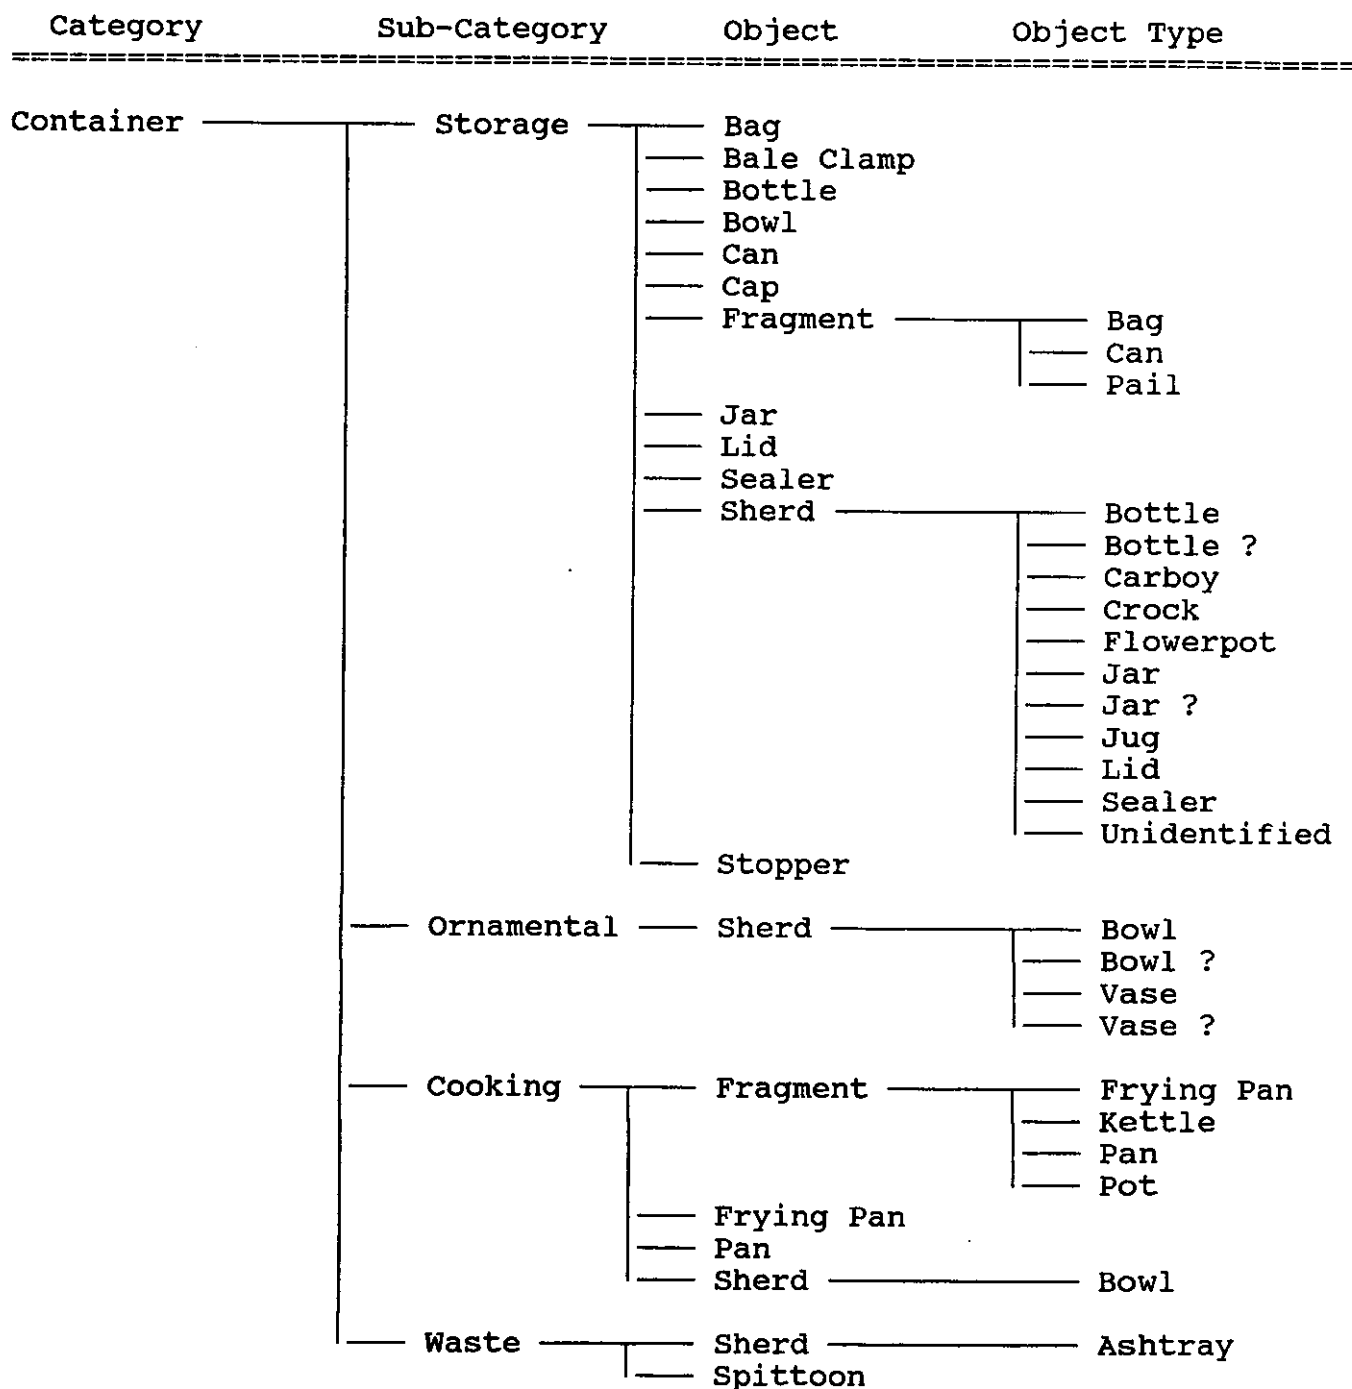 Category Sub-Category Object Object Type
Container Storage Bag
Bale Clamp
Bottle
Bowl
Can
Cap
Fragment Bag
Can
Pail
Jar
Lid
Sealer
Sherd Bottle
Bottle ?
Carboy
Crock
Flowerpot
Jar
Jar ?
Jug
Lid
Sealer
Unidentified
Stopper
Ornamental Sherd Bowl
Bowl ?
Vase
Vase ?
Cooking Fragment Frying Pan
Kettle
Pan
Pot
Frying Pan
Pan
Sherd Bowl
Waste Sherd Ashtray
Spittoon